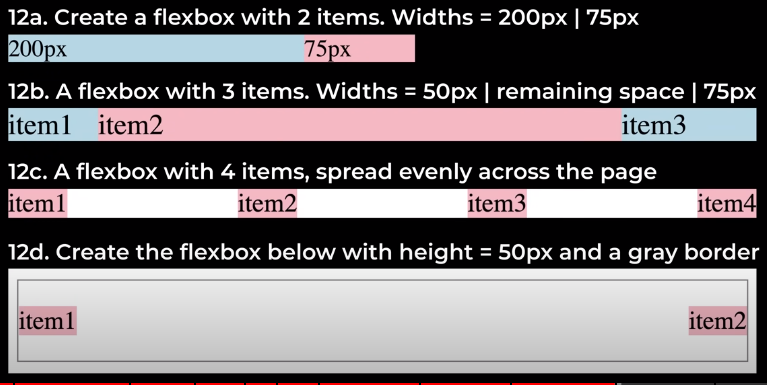 12a. Create a flexbox with 2 items. Widths = 200px | 75px
200px 75px
12b. A flexbox with 3 items. Widths = 50px | remaining space | 75px
item1 item2 item3
12c. A flexbox with 4 items, spread evenly across the page
item1 item2 item3 item4
12d. Create the flexbox below with height = 50px and a gray border
item1 item2